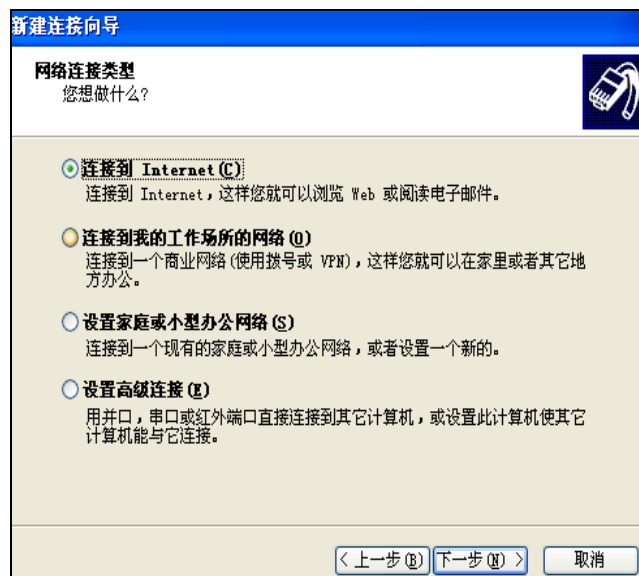 新建连接向导
网络连接类型
您想做什么?
连接到 Internet(C)
连接到 Internet,这样您就可以浏览 Web 或阅读电子邮件。
连接到我的工作场所的网络(O)
连接到一个商业网络(使用拨号或 VPN),这样您就可以在家里或者其它地
方办公。
设置家庭或小型办公网络(S)
连接到一个现有的家庭或小型办公网络,或者设置一个新的。
设置高级连接(E)
用并口,串口或红外端口直接连接到其它计算机,或设置此计算机使其它
计算机能与它连接。
< 上一步(B) 下一步(N) > 取消